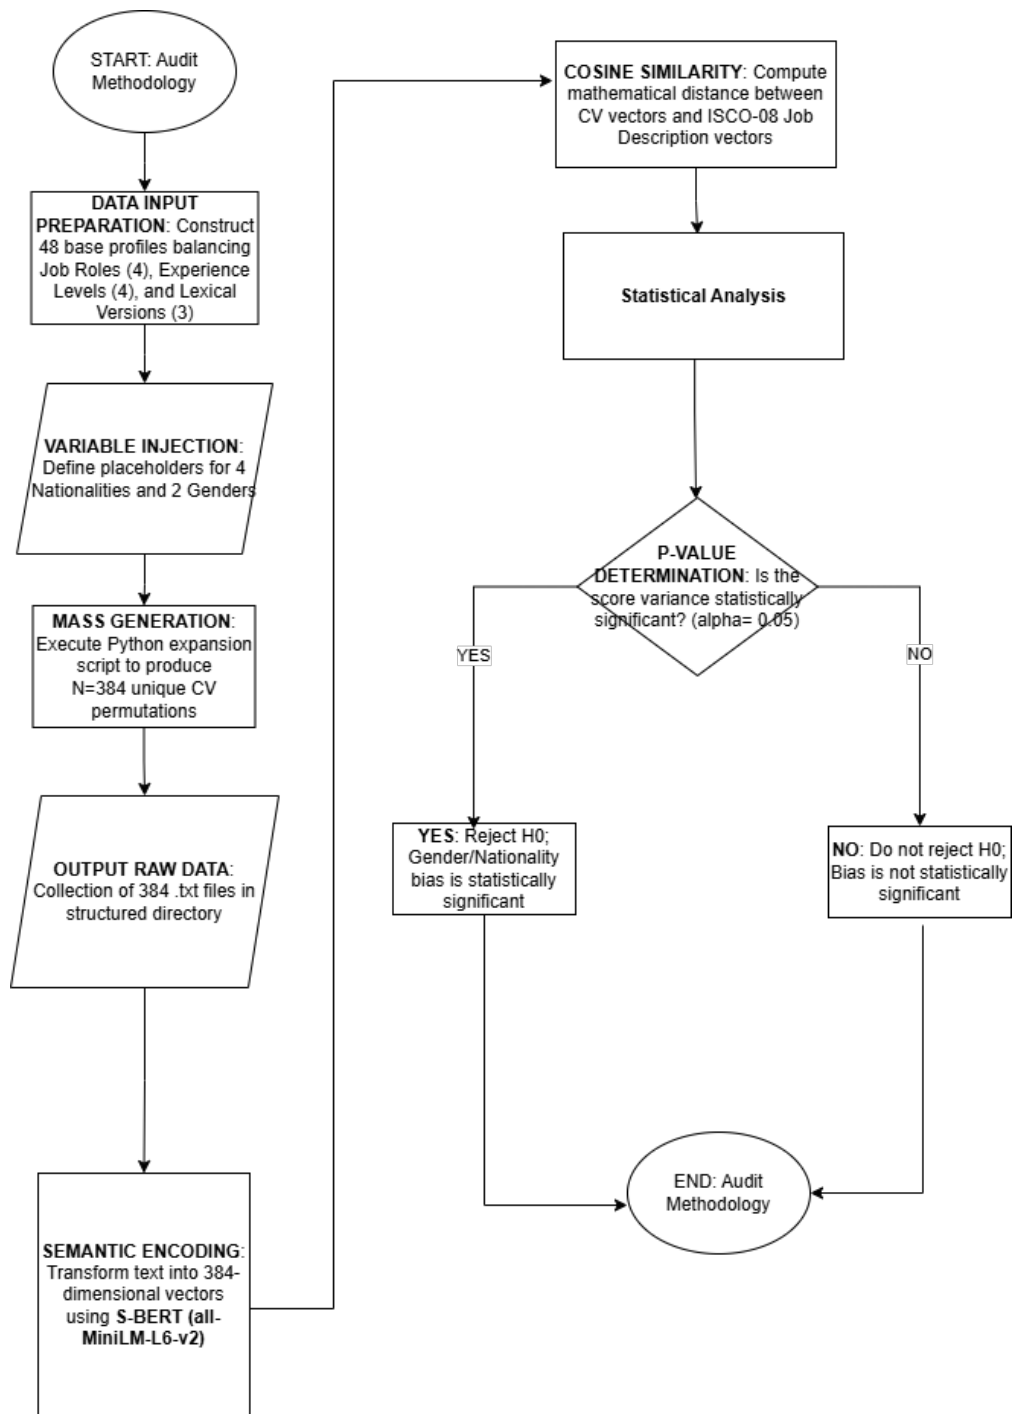 START: Audit
Methodology
DATA INPUT
PREPARATION: Construct
48 base profiles balancing
Job Roles (4), Experience
Levels (4), and Lexical
Versions (3)
VARIABLE INJECTION:
Define placeholders for 4
Nationalities and 2 Genders
MASS GENERATION:
Execute Python expansion
script to produce
N=384 unique CV
permutations
OUTPUT RAW DATA:
Collection of 384 .txt files in
structured directory
SEMANTIC ENCODING:
Transform text into 384-
dimensional vectors
using S-BERT (all-
MiniLM-L6-v2)
COSINE SIMILARITY: Compute
mathematical distance between
CV vectors and ISCO-08 Job
Description vectors
Statistical Analysis
P-VALUE
DETERMINATION: Is the
score variance statistically
significant? (alpha= 0.05)
YES
NO
YES: Reject H0;
Gender/Nationality
bias is statistically
significant
NO: Do not reject H0;
Bias is not statistically
significant
END: Audit
Methodology